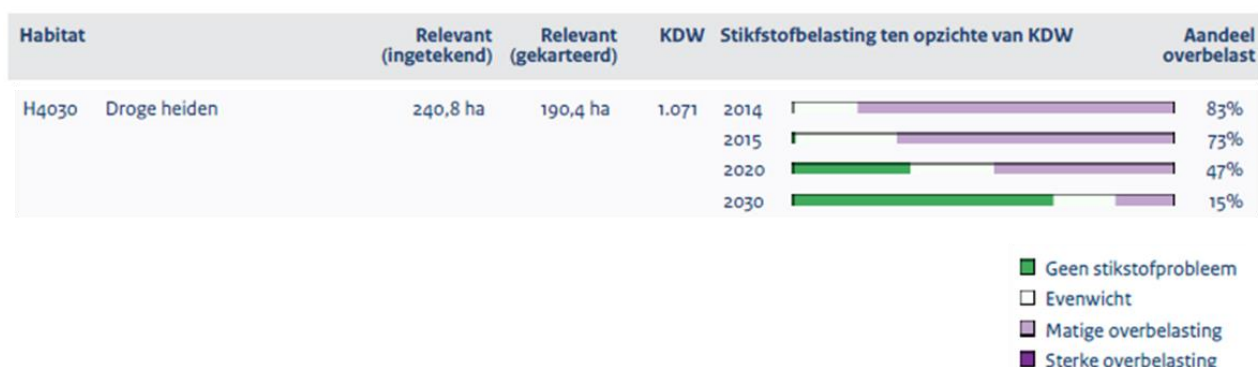 Habitat Relevant (ingetekend) Relevant (gekarteerd) KDW Stikfstofbelasting ten opzichte van KDW Aandeel overbelast
H4030 Droge heiden 240,8 ha 190,4 ha 1.071 2014 83%
2015 73%
2020 47%
2030 15%
Geen stikstofprobleem
Evenwicht
Matige overbelasting
Sterke overbelasting